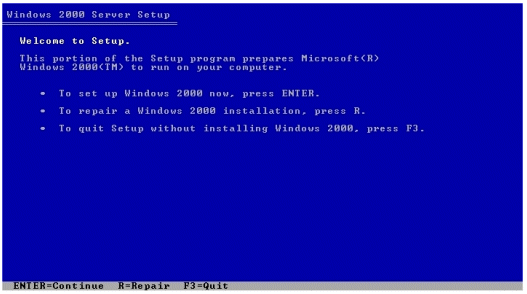 Windows 2000 Server Setup
Welcome to Setup.
This portion of the Setup program prepares Microsoft(R)
Windows 2000(TM) to run on your computer.
• To set up Windows 2000 now, press ENTER.
• To repair a Windows 2000 installation, press R.
• To quit Setup without installing Windows 2000, press F3.
ENTER=Continue R=Repair F3=Quit